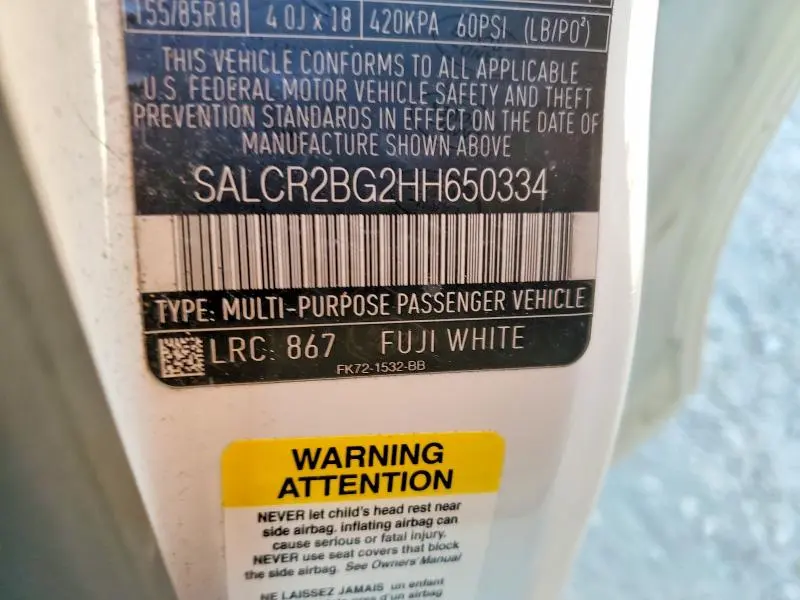 155/85R18 4.0J x 18 420KPA 60PSI (LB/PO²)
THIS VEHICLE CONFORMS TO ALL APPLICABLE
U.S. FEDERAL MOTOR VEHICLE SAFETY AND THEFT
PREVENTION STANDARDS IN EFFECT ON THE DATE OF
MANUFACTURE SHOWN ABOVE
SALCR2BG2HH650334
TYPE: MULTI-PURPOSE PASSENGER VEHICLE
LRC: 867 FUJI WHITE
FK72-1532-BB
WARNING
ATTENTION
NEVER let child's head rest near
side airbag. inflating airbag can
cause serious or fatal injury.
NEVER use seat covers that block
the side airbag. See Owners Manual
NE LAISSEZ JAMAIS un enfant
d'un airbag